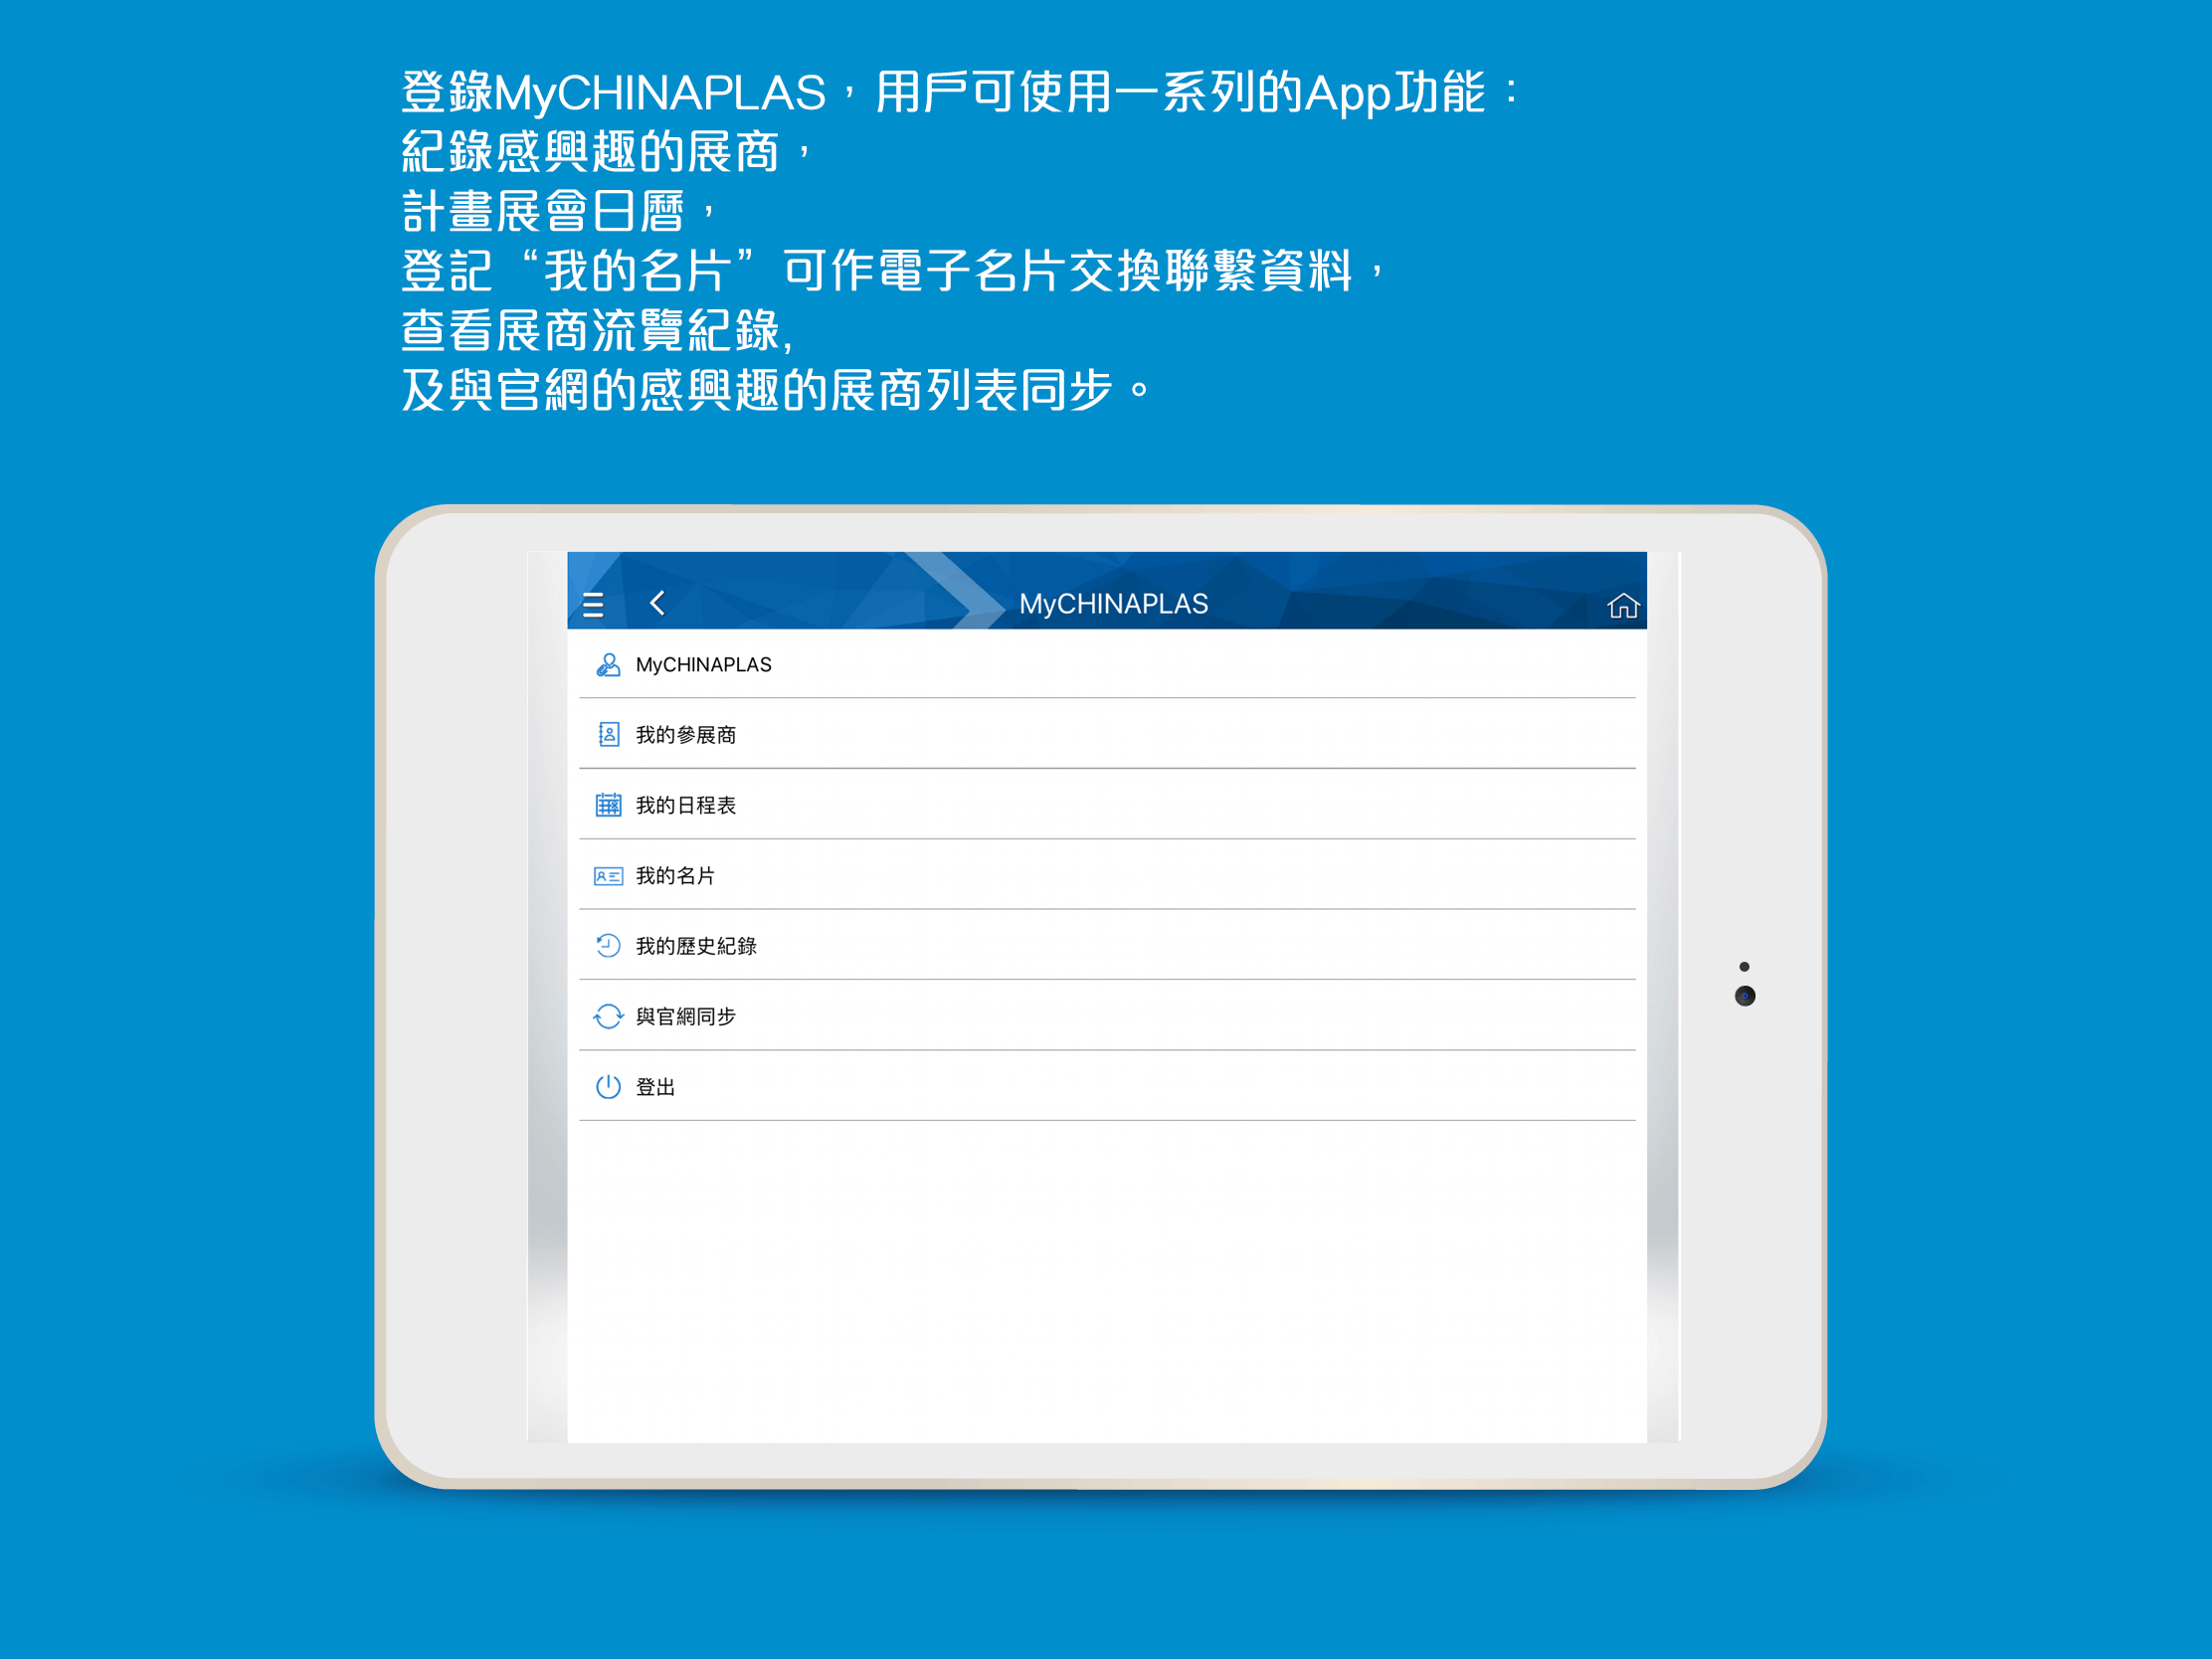 登錄MyCHINAPLAS，用戶可使用一系列的App功能：
紀錄感興趣的展商，
計畫展會日曆，
登記“我的名片”可作電子名片交換聯繫資料，
查看展商流覽紀錄,
及與官網的感興趣的展商列表同步。
MyCHINAPLAS
MyCHINAPLAS
我的參展商
我的日程表
我的名片
我的歷史紀錄
與官網同步
登出